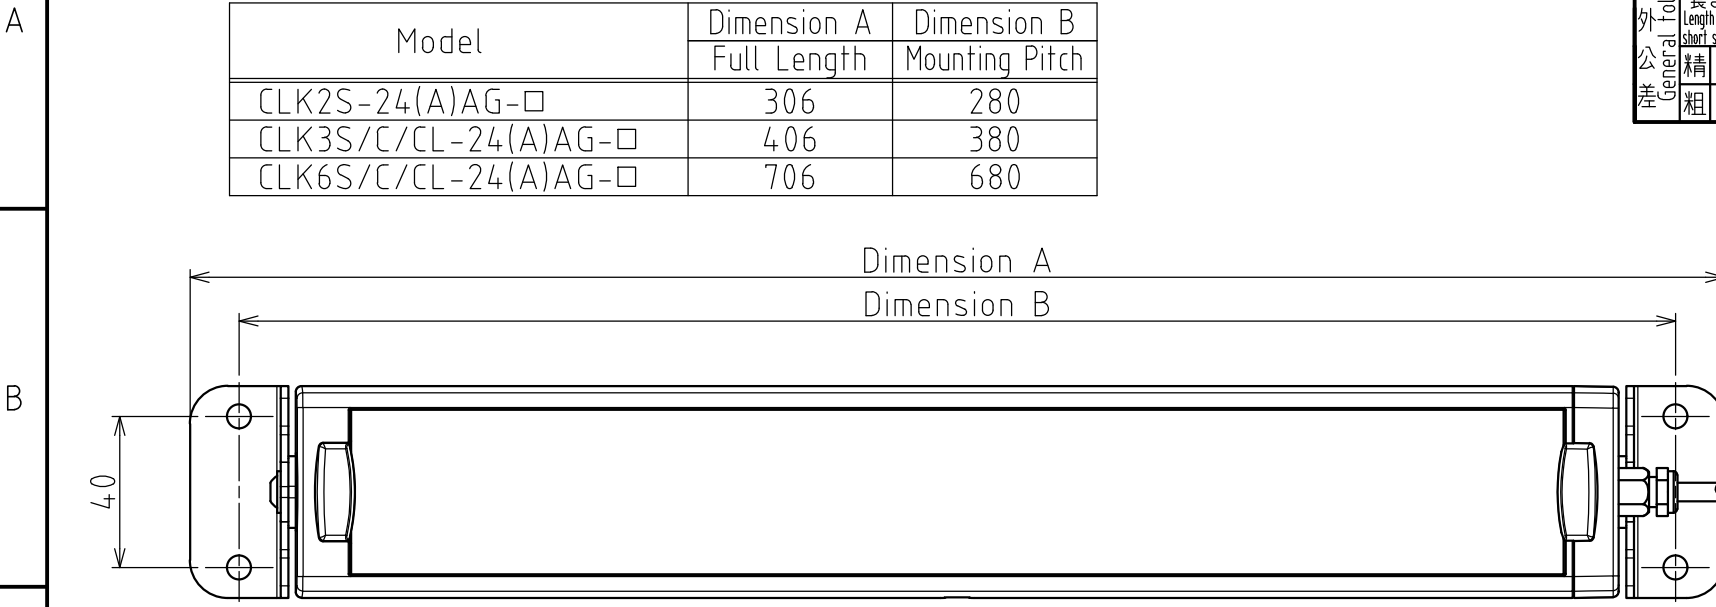 A
Model
Dimension A
Dimension B
Full Length
Mounting Pitch
CLK2S-24(A)AG-□
306
280
CLK3S/C/CL-24(A)AG-□
406
380
CLK6S/C/CL-24(A)AG-□
706
680
外公差
General
Length
short
精
粗
Dimension A
Dimension B
B
40